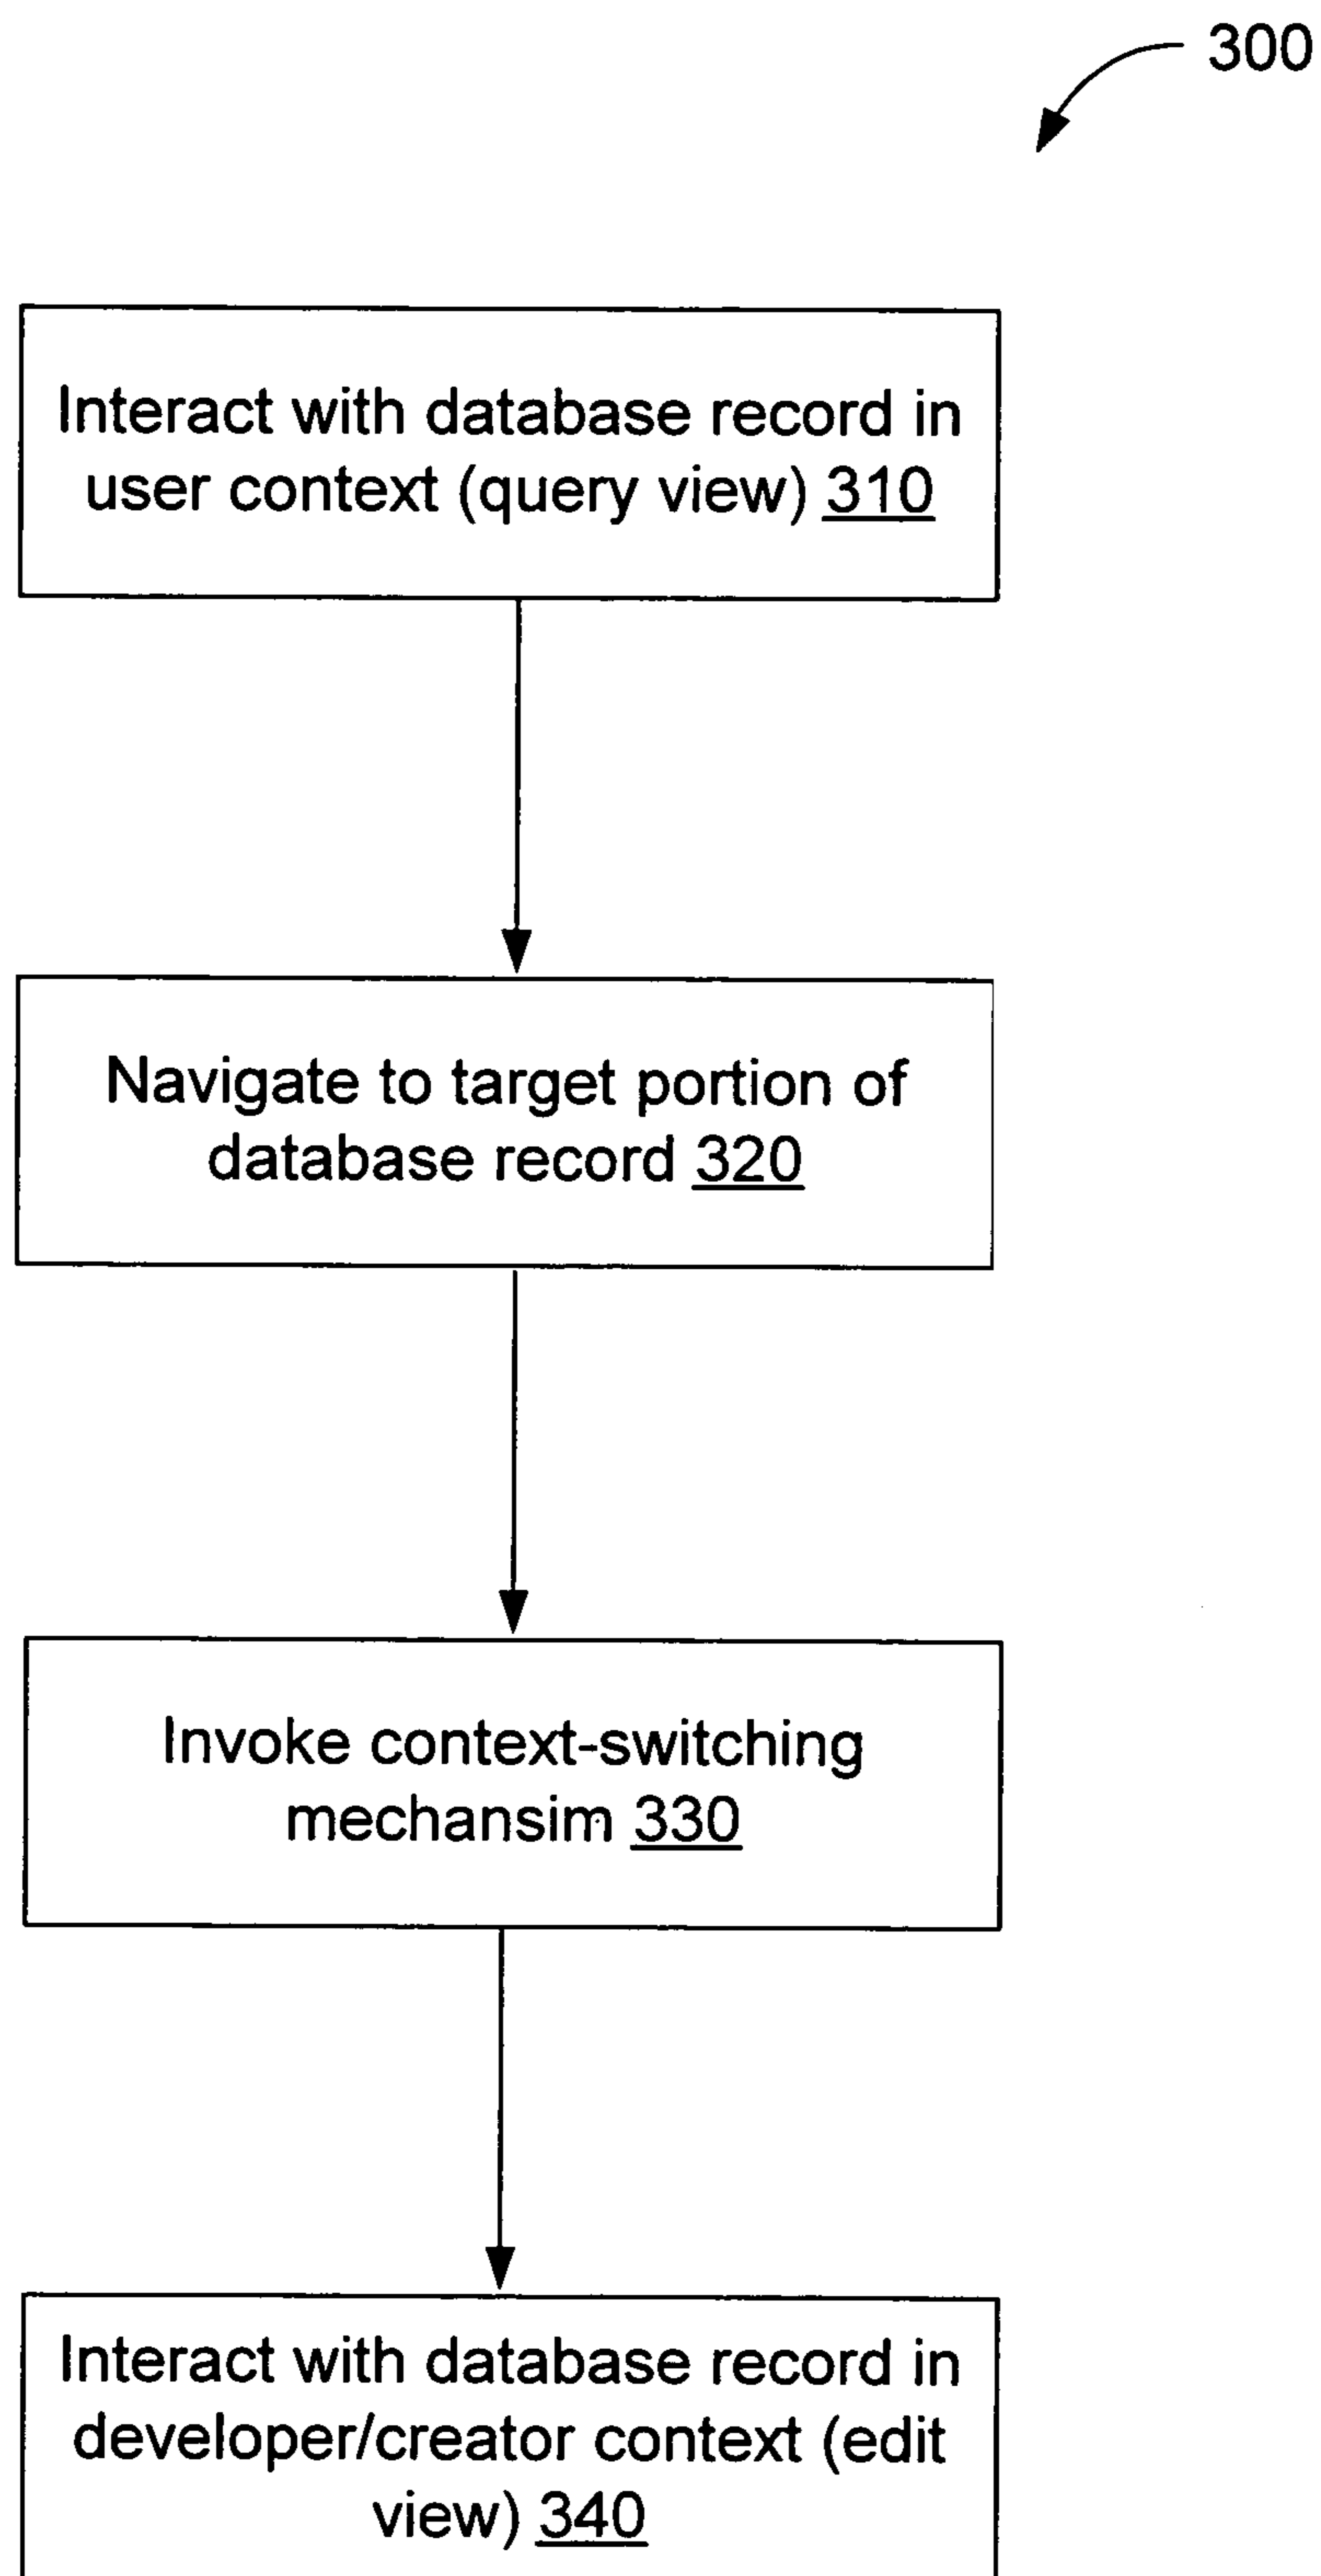 300
Interact with database record in
user context (query view) 310
Navigate to target portion of
database record 320
Invoke context-switching
mechansim 330
Interact with database record in
developer/creator context (edit
view) 340